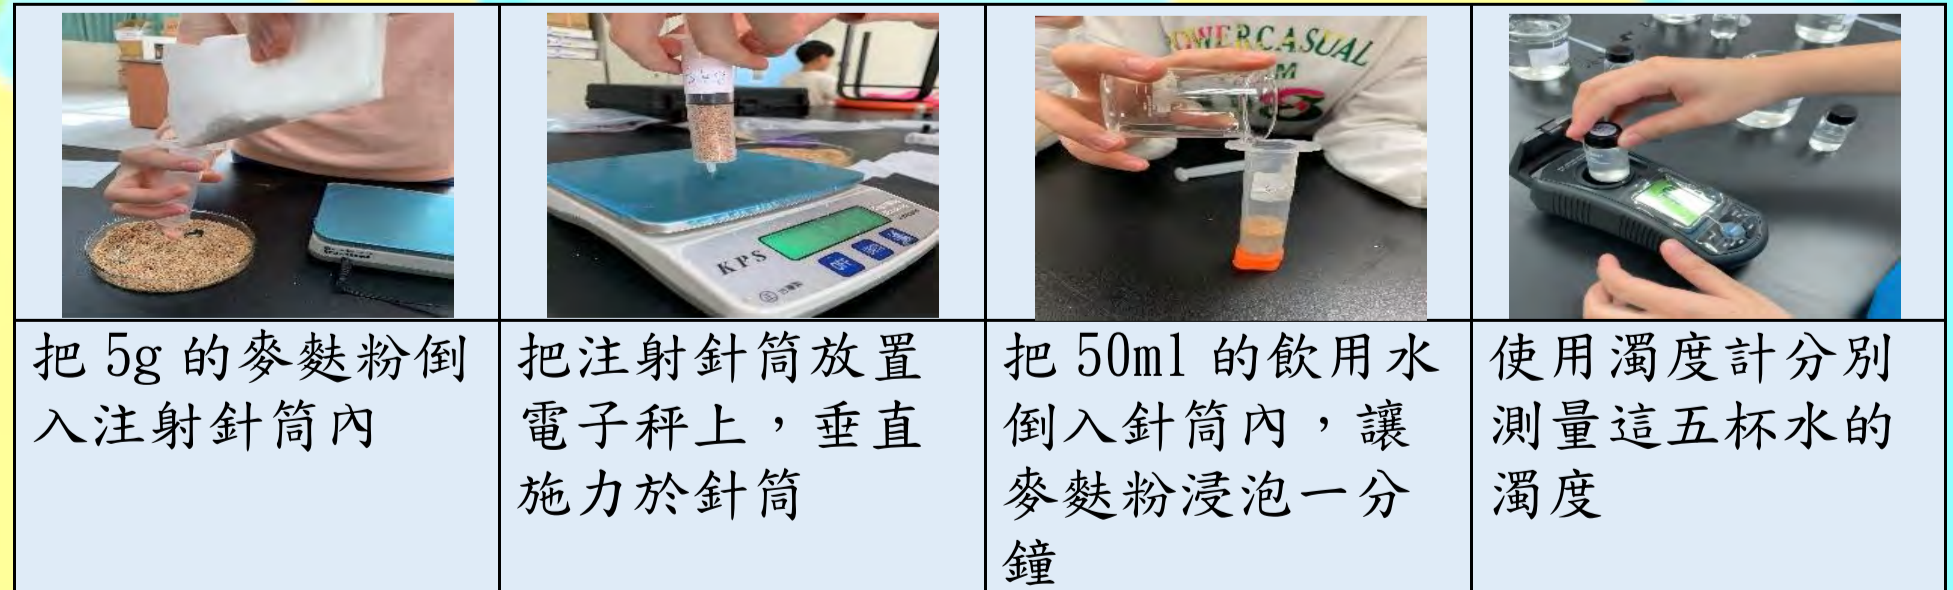 OWERCASUAL
M
KPS
OFF
把 5g 的麥麩粉倒
入注射針筒內
把注射針筒放置
電子秤上，垂直
施力於針筒
把 50ml 的飲用水
倒入針筒內，讓
麥麩粉浸泡一分
鐘
使用濁度計分別
測量這五杯水的
濁度